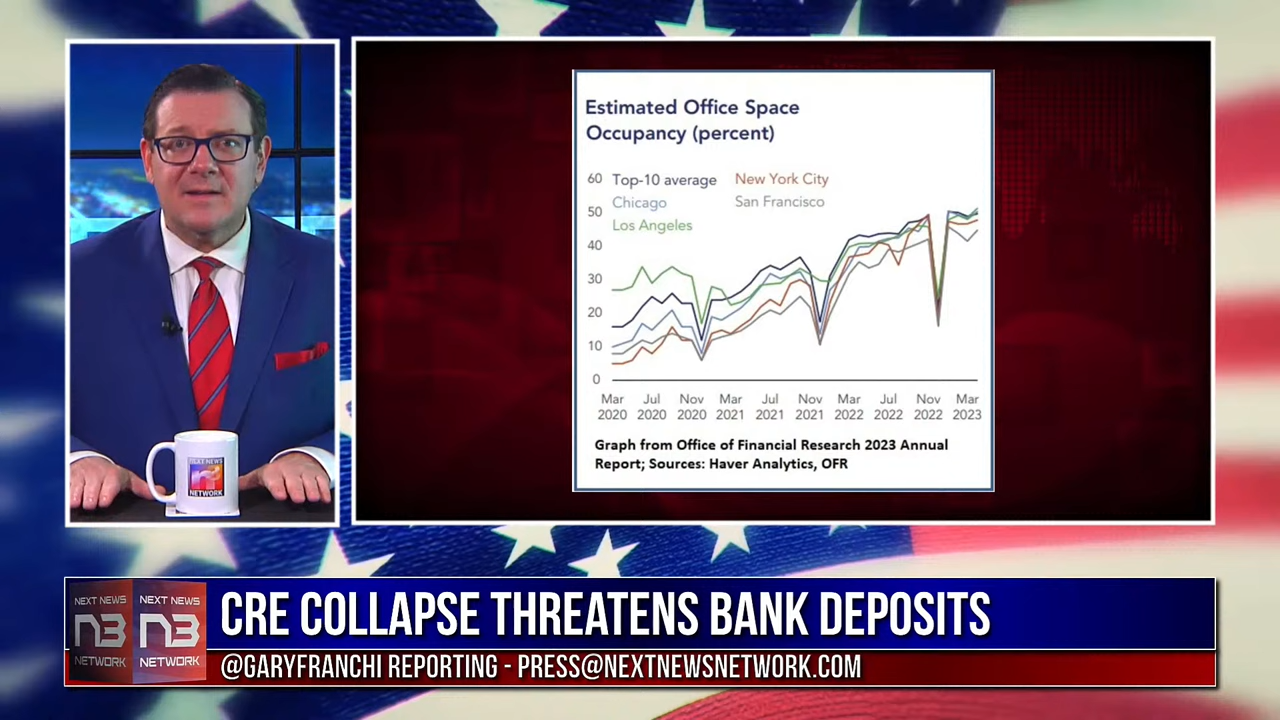 Estimated Office Space
Occupancy (percent)
60
50
40
30
20
10
0
Top-10 average
New York City
Chicago
San Francisco
Los Angeles
Mar Jul Nov Mar Jul Nov Mar Jul Nov Mar
2020 2020 2020 2021 2021 2021 2022 2022 2022 2023
Graph from Office of Financial Research 2023 Annual
Report; Sources: Haver Analytics, OFR
NETWORK
NEXT NEWS
n3
NETWORK
NEXT NEWS
n3
NETWORK
CRE COLLAPSE THREATENS BANK DEPOSITS
@GARYFRANCHI REPORTING - PRESS@NEXTNEWSNETWORK.COM